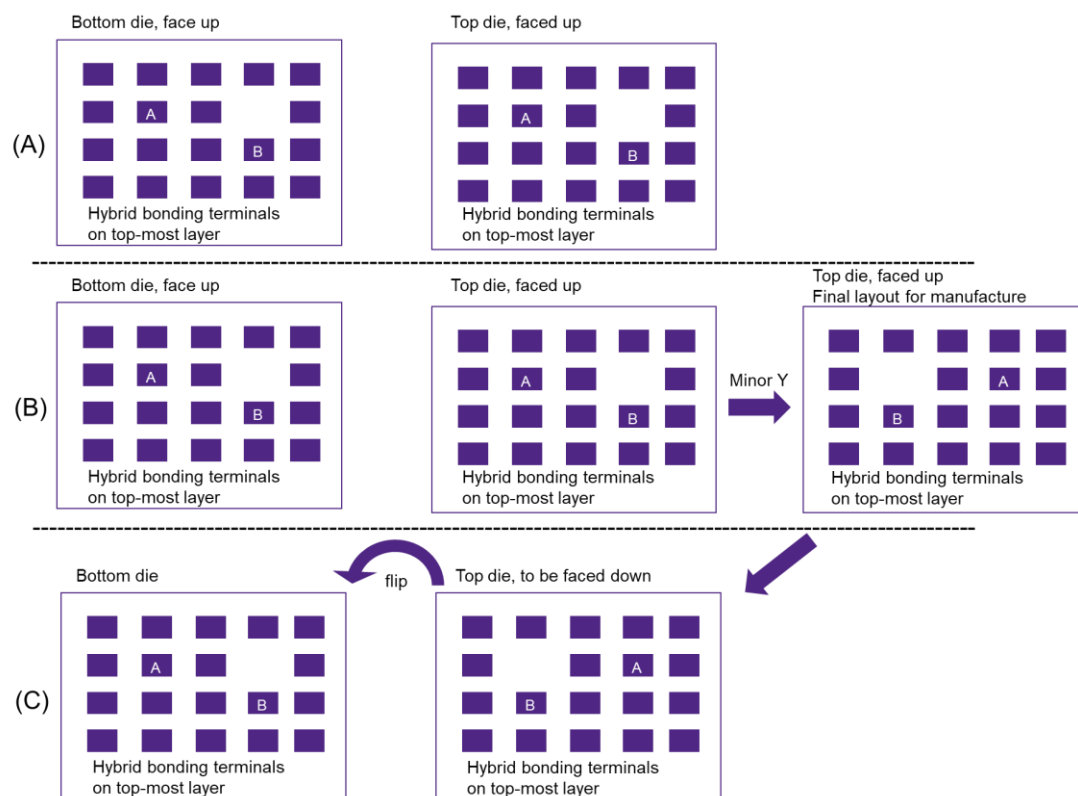 Bottom die, face up
Top die, faced up
(A)
A
B
A
B
Hybrid bonding terminals
on top-most layer
Hybrid bonding terminals
on top-most layer
Bottom die, face up
Top die, faced up
Top die, faced up
Final layout for manufacture
(B)
A
B
A
B
Minor Y
A
B
Hybrid bonding terminals
on top-most layer
Hybrid bonding terminals
on top-most layer
Hybrid bonding terminals
on top-most layer
Bottom die
flip
Top die, to be faced down
(C)
A
B
A
B
Hybrid bonding terminals
on top-most layer
Hybrid bonding terminals
on top-most layer